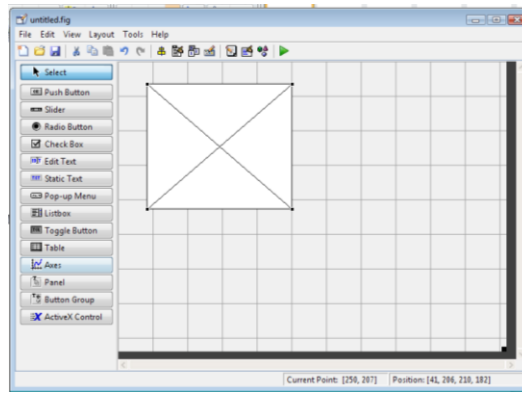 untitled.fig
File Edit View Layout Tools Help
Select
Push Button
Slider
Radio Button
Check Box
Edit Text
Static Text
Pop-up Menu
Listbox
Toggle Button
Table
Axes
Panel
Button Group
ActiveX Control
Current Point: [250, 207] Position: [41, 206, 210, 182]